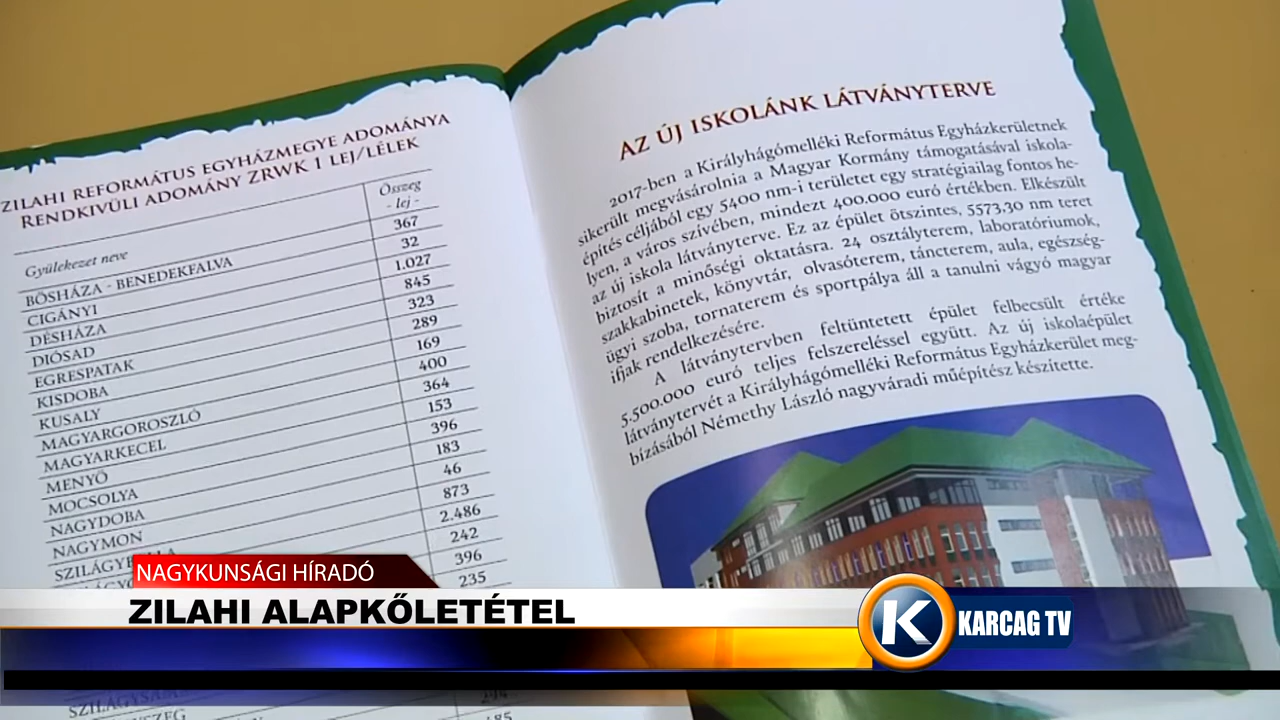 ZILAHI REFORMÁTUS EGYHÁZMEGYE ADOMÁNYA
RENDKIVÜLI ADOMÁNY ZRWK 1 LEJ/LÉLEK
Gyülekezet neve Összeg - lej -
BŐSHÁZA - BENEDEKFALVA 367
CIGÁNYI 32
DÉSHÁZA 1.027
DIÓSAD 845
EGRESPATAK 323
KISDOBA 289
KUSALY 169
MAGYARGOROSZLÓ 400
MAGYARKECEL 364
MENYŐ 153
MOCSOLYA 396
NAGYDOBA 183
NAGYMON 46
873
2.486
242
396
235
AZ ÚJ ISKOLÁNK LÁTVÁNYTERVE
2017-ben a Királyhágómelléki Református Egyházkerületnek
sikerült megvásárolnia a Magyar Kormány támogatásával iskola-
építés céljából egy 5400 nm-i területet egy stratégiailag fontos he-
lyen, a város szívében, mindezt 400.000 euró értékben. Elkészült
az új iskola látványterve. Ez az épület ötszintes, 5573,30 nm teret
biztosít a minőségi oktatásra. 24 osztályterem, laboratóriumok,
szakkabinetek, könyvtár, olvasóterem, táncterem, aula, egészség-
ügyi szoba, tornaterem és sportpálya áll a tanulni vágyó magyar
ifjak rendelkezésére.
A látványtervben feltüntetett épület felbecsült értéke
5.500.000 euró teljes felszereléssel együtt. Az új iskolaépület
látványtervét a Királyhágómelléki Református Egyházkerület meg-
bízásából Némethy László nagyváradi műépítész készítette.
NAGYKUNSÁGI HÍRADÓ
ZILAHI ALAPKŐLETÉTEL
K KARCAG TV